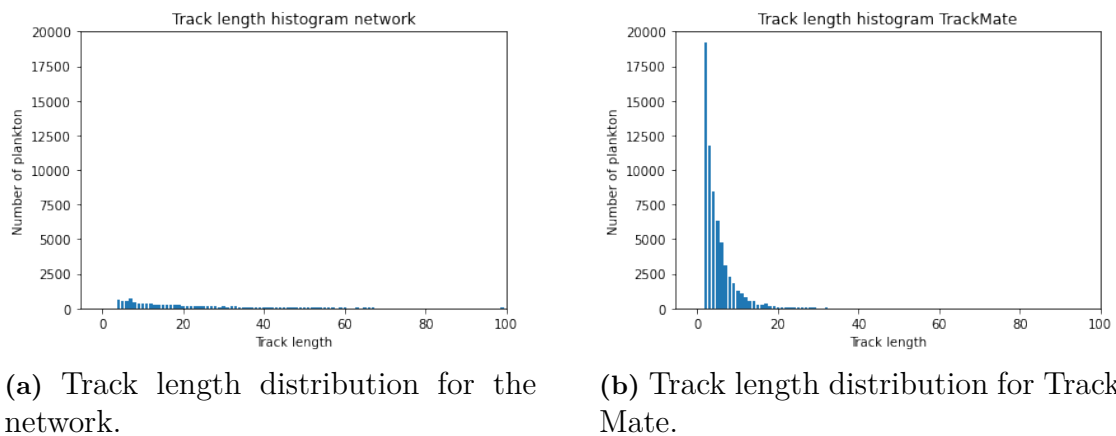 Track length histogram network
20000
17500
15000
12500
10000
7500
5000
2500
0
Number of plankton
0 20 40 60 80 100
Track length
(a) Track length distribution for the
network.
Track length histogram TrackMate
20000
17500
15000
12500
10000
7500
5000
2500
0
Number of plankton
0 20 40 60 80 100
Track length
(b) Track length distribution for Track
Mate.